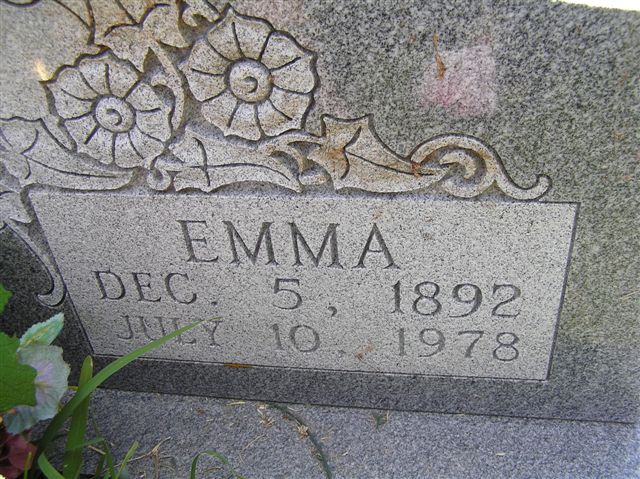 EMMA
DEC. 5, 1892
JULY 10, 1978